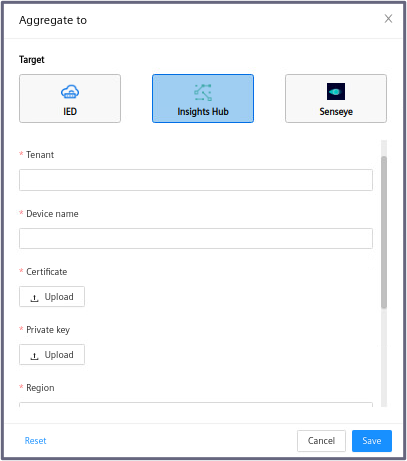 Aggregate to
Target
IED
Insights Hub
Senseye
* Tenant
* Device name
* Certificate
Upload
* Private key
Upload
* Region
Reset
Cancel
Save